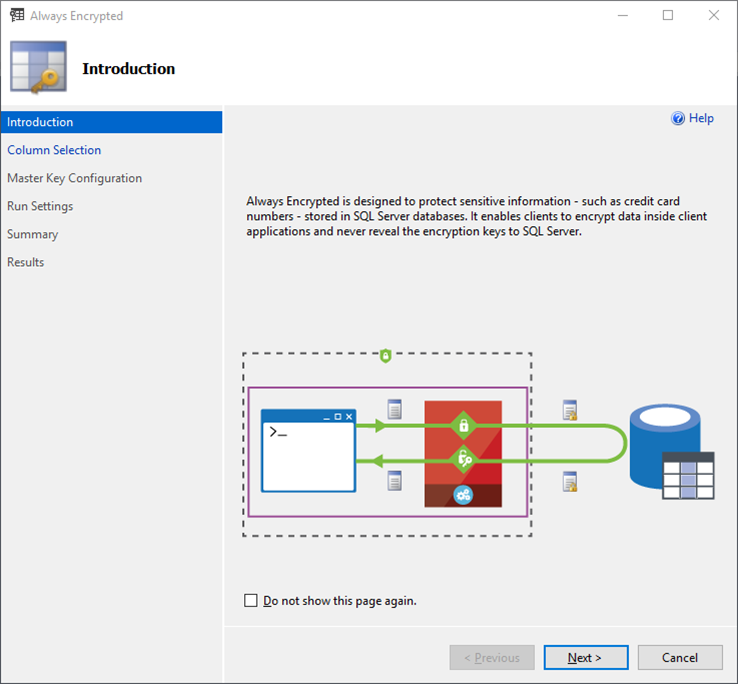 Always Encrypted
Introduction
Introduction
Column Selection
Master Key Configuration
Run Settings
Summary
Results
Help
Always Encrypted is designed to protect sensitive information - such as credit card
numbers - stored in SQL Server databases. It enables clients to encrypt data inside client
applications and never reveal the encryption keys to SQL Server.
>_
Do not show this page again.
< Previous
Next >
Cancel